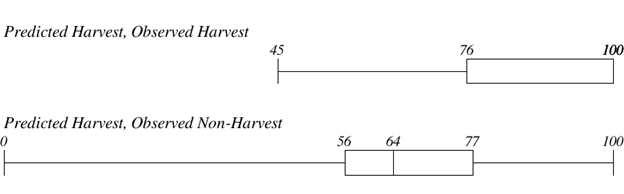 Predicted Harvest, Observed Harvest
45 76 100
Predicted Harvest, Observed Non-Harvest
0 56 64 77 100